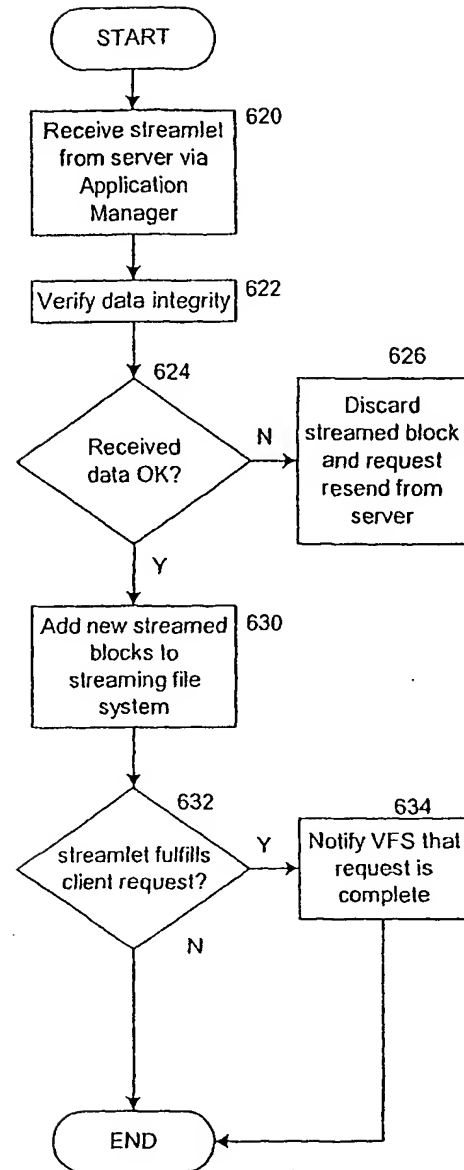 START
620
Receive streamlet
from server via
Application
Manager
Verify data integrity
622
624
Received
data OK?
N
626
Discard
streamed block
and request
resend from
server
Y
Add new streamed
blocks to
streaming file
system
630
632
streamlet fulfills
client request?
Y
634
Notify VFS that
request is
complete
N
END